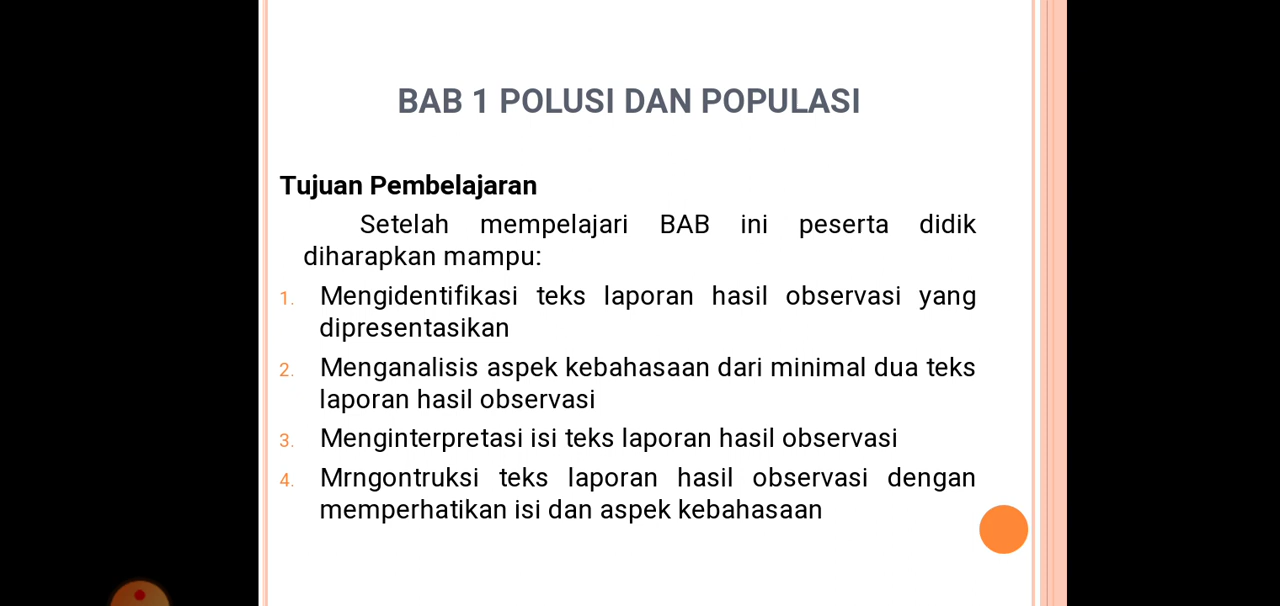 BAB 1 POLUSI DAN POPULASI
Tujuan Pembelajaran
Setelah mempelajari BAB ini peserta didik
diharapkan mampu:
1. Mengidentifikasi teks laporan hasil observasi yang
dipresentasikan
2. Menganalisis aspek kebahasaan dari minimal dua teks
laporan hasil observasi
3. Menginterpretasi isi teks laporan hasil observasi
4. Mrngontruksi teks laporan hasil observasi dengan
memperhatikan isi dan aspek kebahasaan